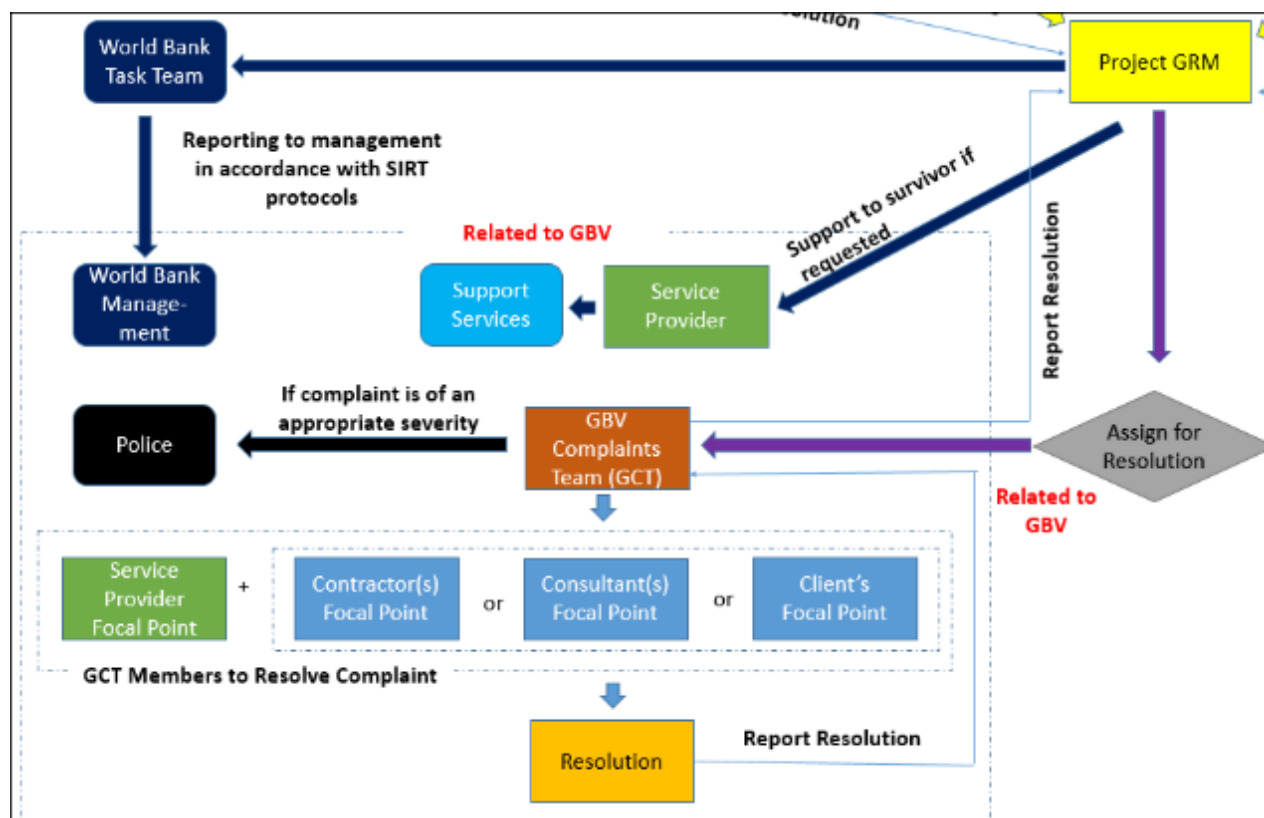 World Bank
Task Team
Project GRM
Reporting to management
in accordance with SIRT
protocols
Related to GBV
Support to survivor if
requested
Report Resolution
World Bank
Manage-
ment
Support
Services
Service
Provider
If complaint is of an
appropriate severity
Police
GBV
Complaints
Team (GCT)
Assign for
Resolution
Related to
GBV
Service
Provider
Focal Point
+
Contractor(s)
Focal Point
or
Consultant(s)
Focal Point
or
Client's
Focal Point
GCT Members to Resolve Complaint
Resolution
Report Resolution